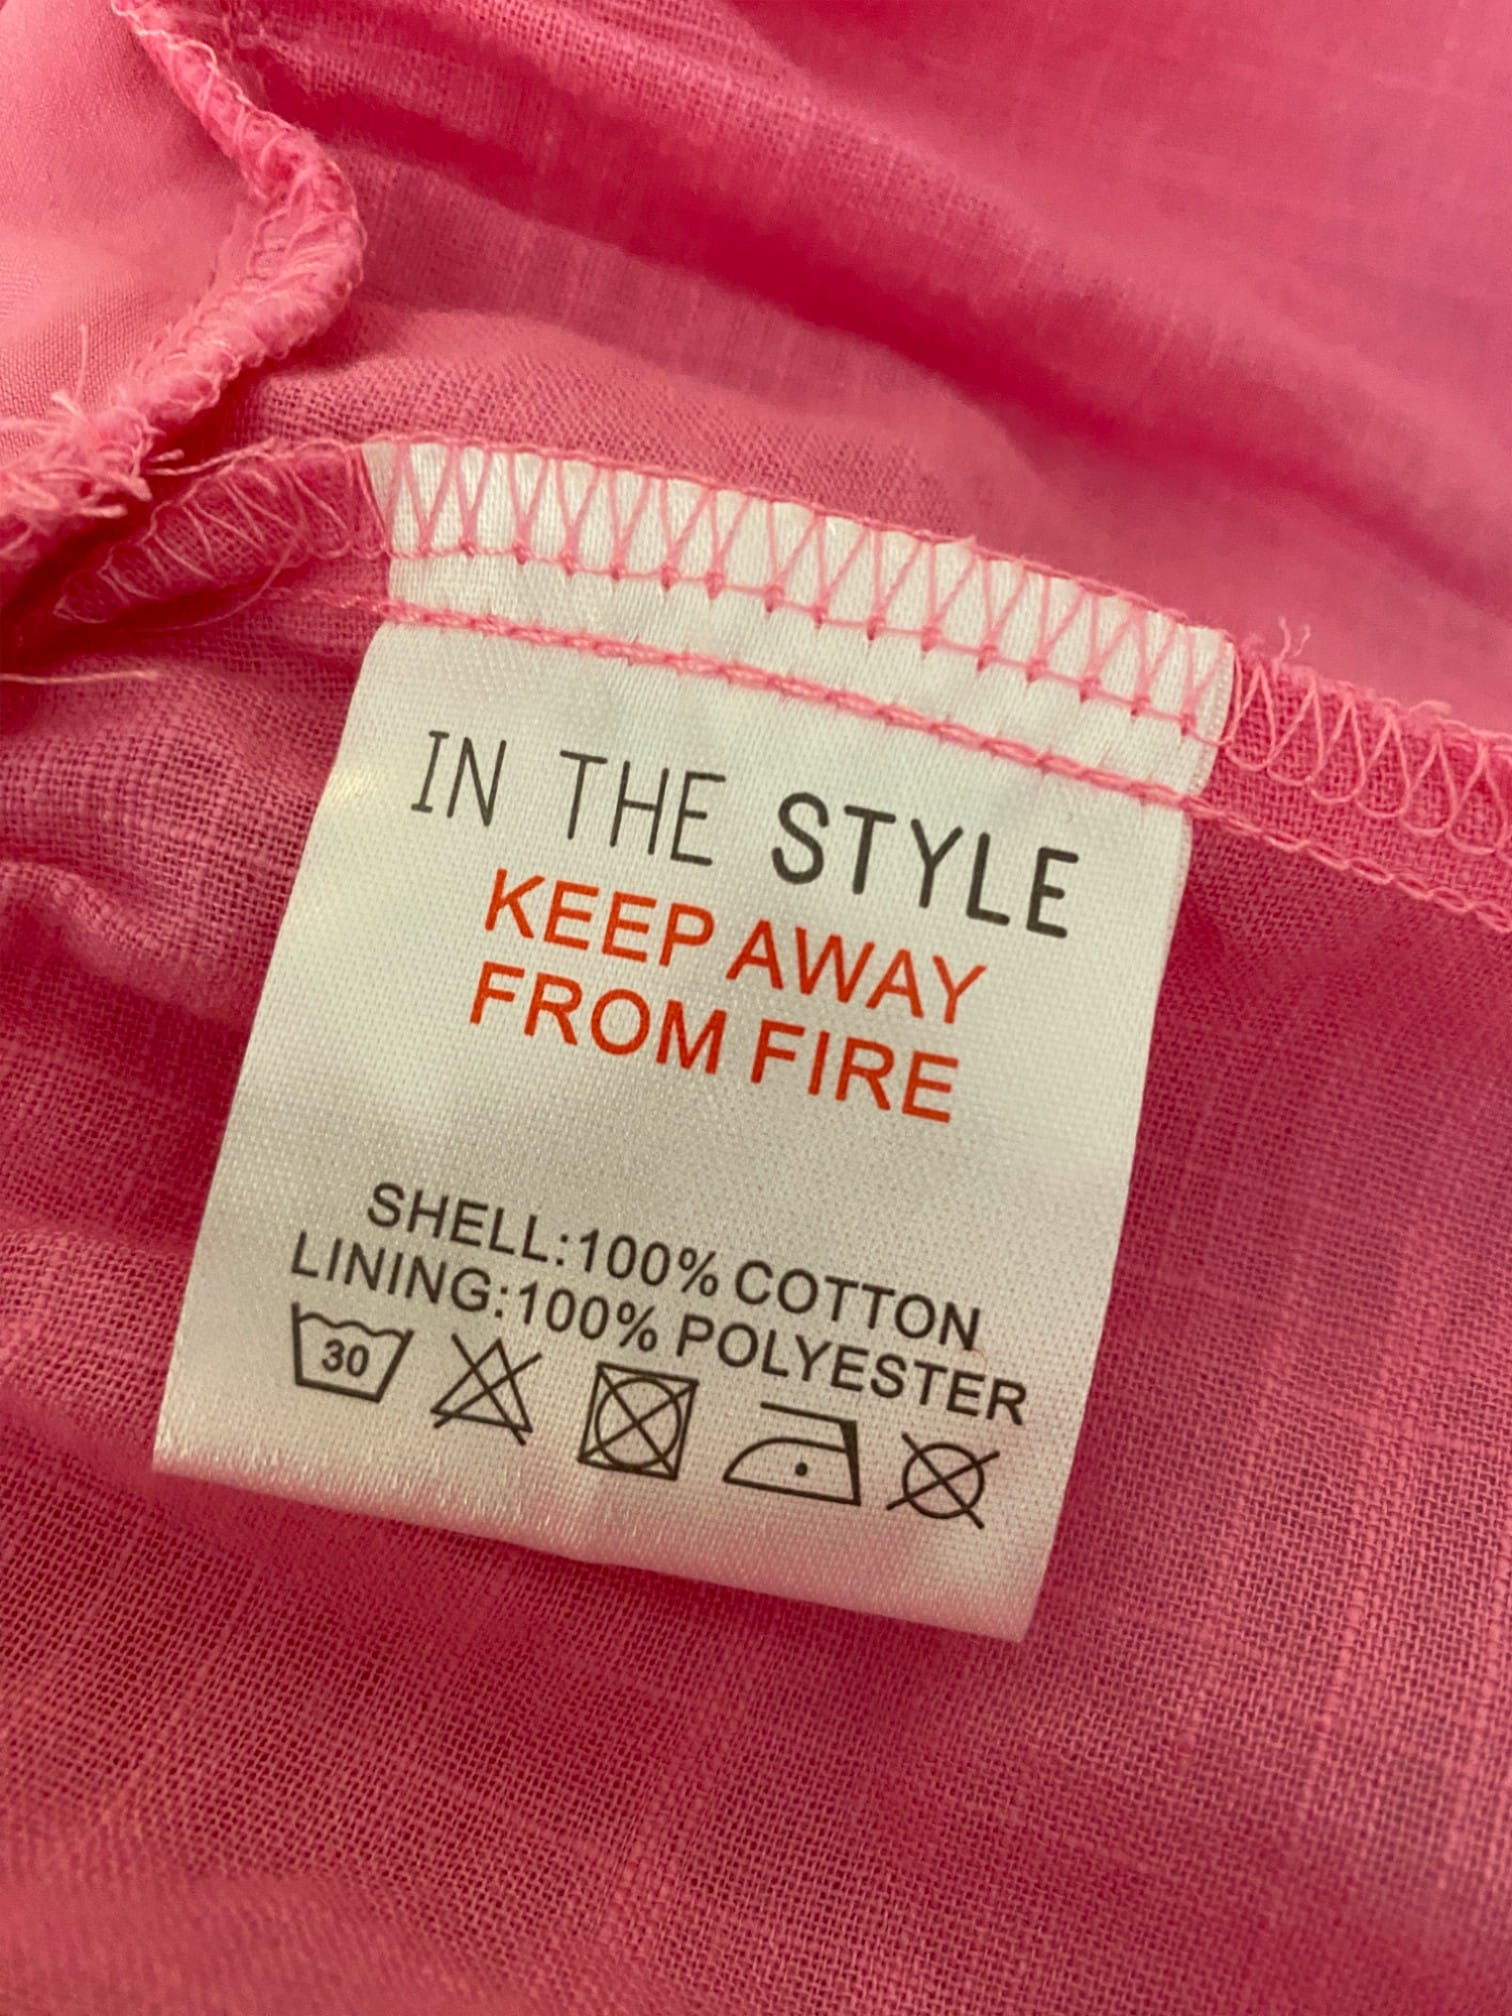 IN THE STYLE
KEEP AWAY
FROM FIRE
SHELL:100% COTTON
LINING:100% POLYESTER
30